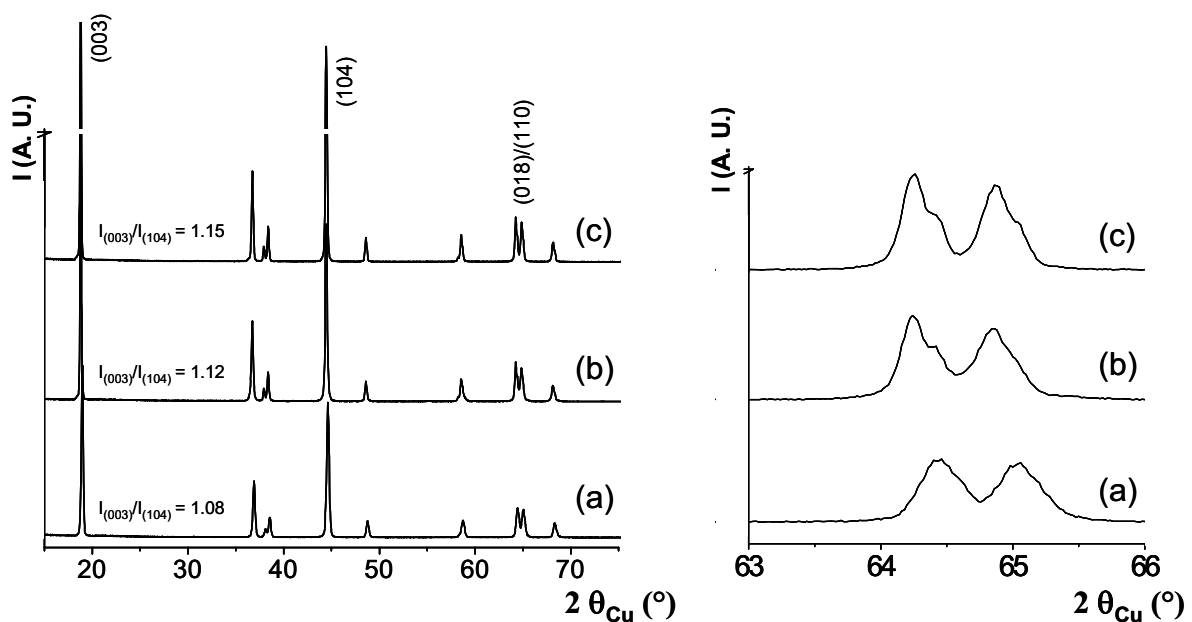 I (A. U.)
(003)
(104)
(018)/(110)
I(003)/I(104) = 1.15
(c)
I(003)/I(104) = 1.12
(b)
I(003)/I(104) = 1.08
(a)
20 30 40 50 60 70
2 θCu (°)
I (A. U.)
(c)
(b)
(a)
63 64 65 66
2 θCu (°)